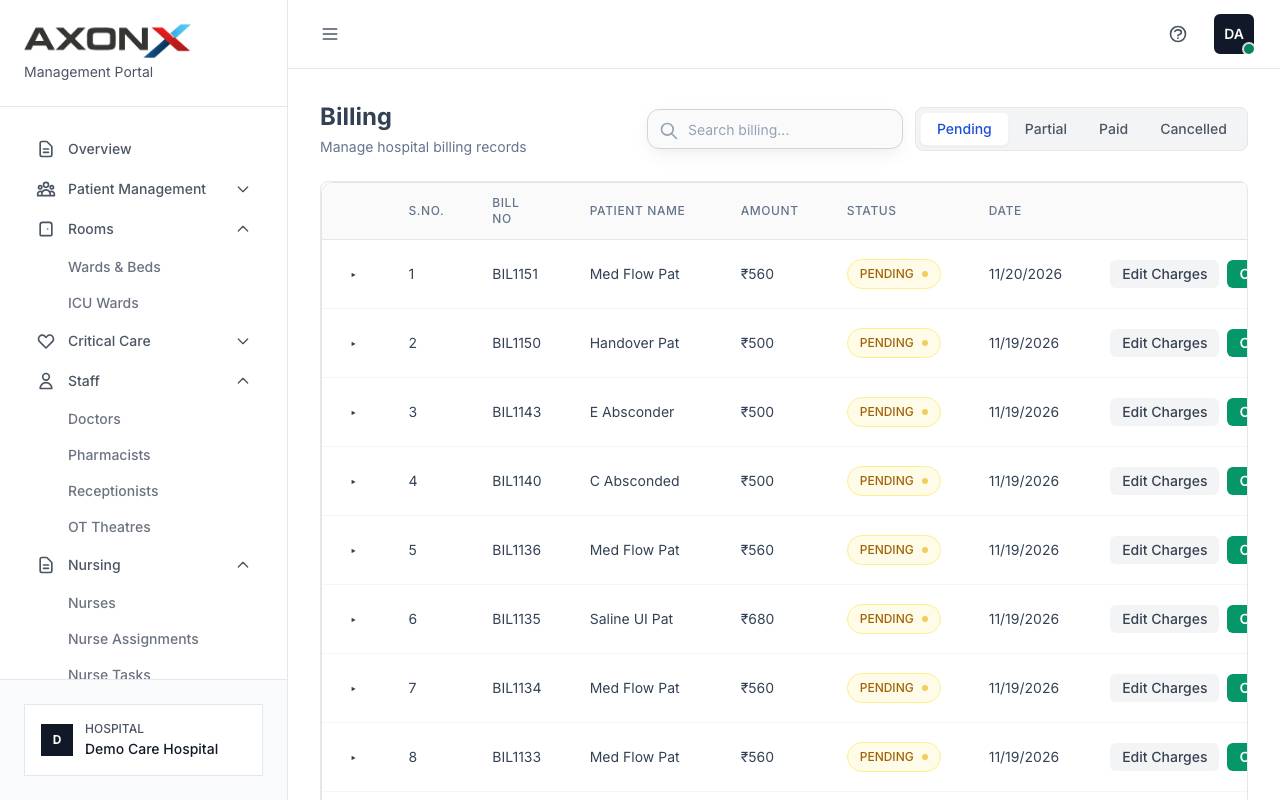 AXONX
Management Portal
Overview
Patient Management
Rooms
Wards & Beds
ICU Wards
Critical Care
Staff
Doctors
Pharmacists
Receptionists
OT Theatres
Nursing
Nurses
Nurse Assignments
Nurse Tasks
D
HOSPITAL
Demo Care Hospital
DA
Billing
Manage hospital billing records
Search billing...
Pending Partial Paid Cancelled
S.NO. BILL NO PATIENT NAME AMOUNT STATUS DATE
1 BIL1151 Med Flow Pat ₹560 PENDING 11/20/2026 Edit Charges
2 BIL1150 Handover Pat ₹500 PENDING 11/19/2026 Edit Charges
3 BIL1143 E Absconder ₹500 PENDING 11/19/2026 Edit Charges
4 BIL1140 C Absconded ₹500 PENDING 11/19/2026 Edit Charges
5 BIL1136 Med Flow Pat ₹560 PENDING 11/19/2026 Edit Charges
6 BIL1135 Saline UI Pat ₹680 PENDING 11/19/2026 Edit Charges
7 BIL1134 Med Flow Pat ₹560 PENDING 11/19/2026 Edit Charges
8 BIL1133 Med Flow Pat ₹560 PENDING 11/19/2026 Edit Charges